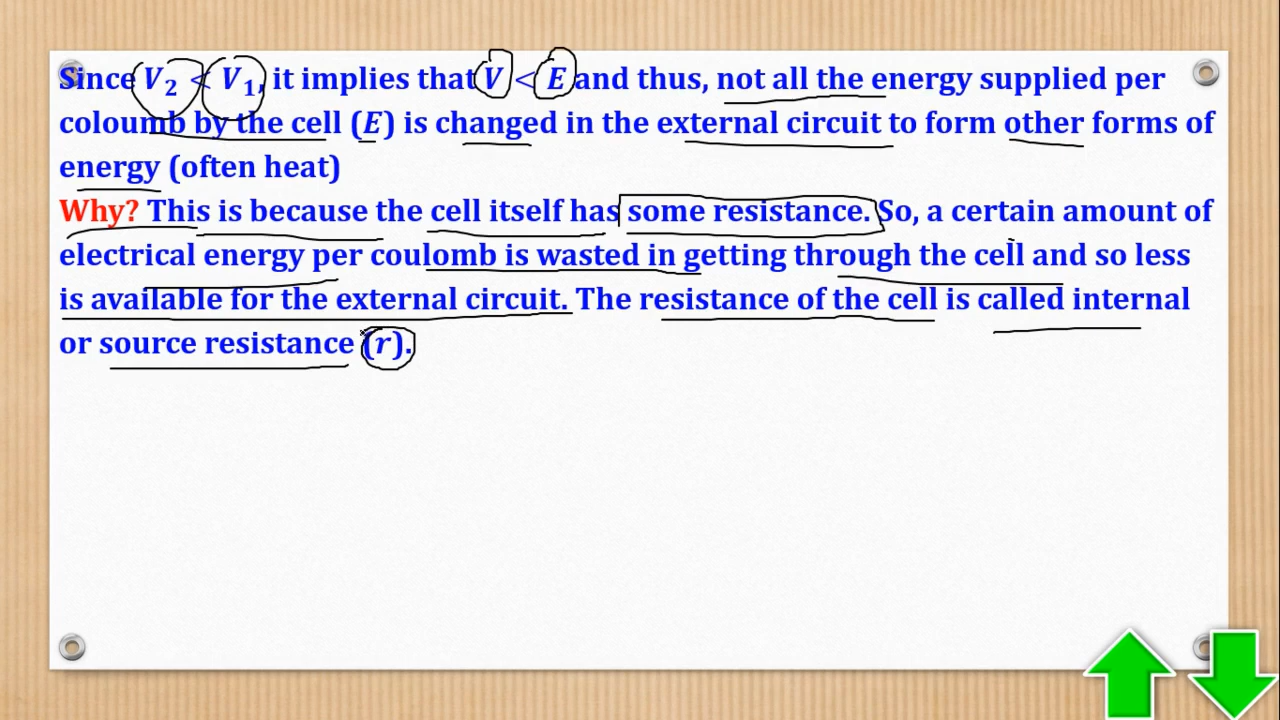 Since V₂ < V₁, it implies that V < E and thus, not all the energy supplied per
coloumb by the cell (E) is changed in the external circuit to form other forms of
energy (often heat)
Why? This is because the cell itself has some resistance. So, a certain amount of
electrical energy per coulomb is wasted in getting through the cell and so less
is available for the external circuit. The resistance of the cell is called internal
or source resistance (r).